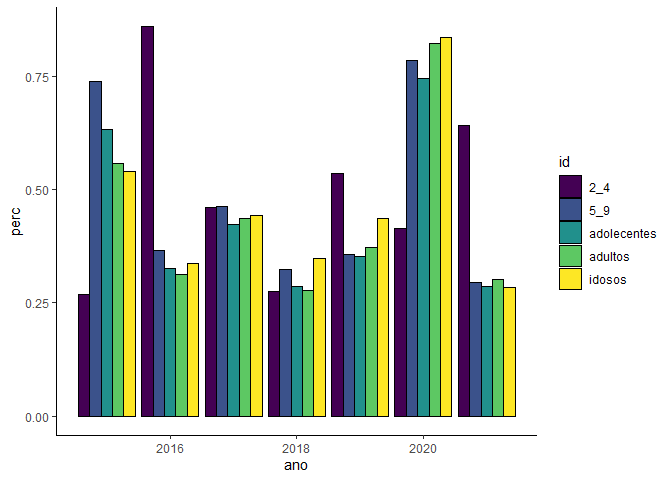 0.75
0.50
0.25
0.00
perc
2016
2018
2020
ano
id
2_4
5_9
adolecentes
adultos
idosos